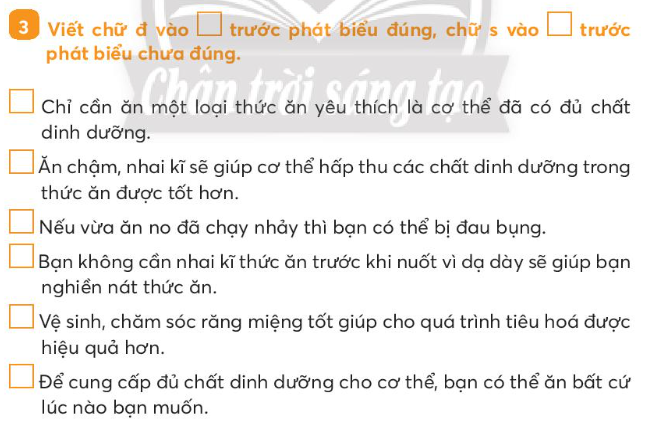 3 Viết chữ đ vào trước phát biểu đúng, chữ s vào trước
phát biểu chưa đúng.
Chân trời sáng tạo
Chỉ cần ăn một loại thức ăn yêu thích là cơ thể đã có đủ chất
dinh dưỡng.
Ăn chậm, nhai kĩ sẽ giúp cơ thể hấp thu các chất dinh dưỡng trong
thức ăn được tốt hơn.
Nếu vừa ăn no đã chạy nhảy thì bạn có thể bị đau bụng.
Bạn không cần nhai kĩ thức ăn trước khi nuốt vì dạ dày sẽ giúp bạn
nghiền nát thức ăn.
Vệ sinh, chăm sóc răng miệng tốt giúp cho quá trình tiêu hoá được
hiệu quả hơn.
Để cung cấp đủ chất dinh dưỡng cho cơ thể, bạn có thể ăn bất cứ
lúc nào bạn muốn.